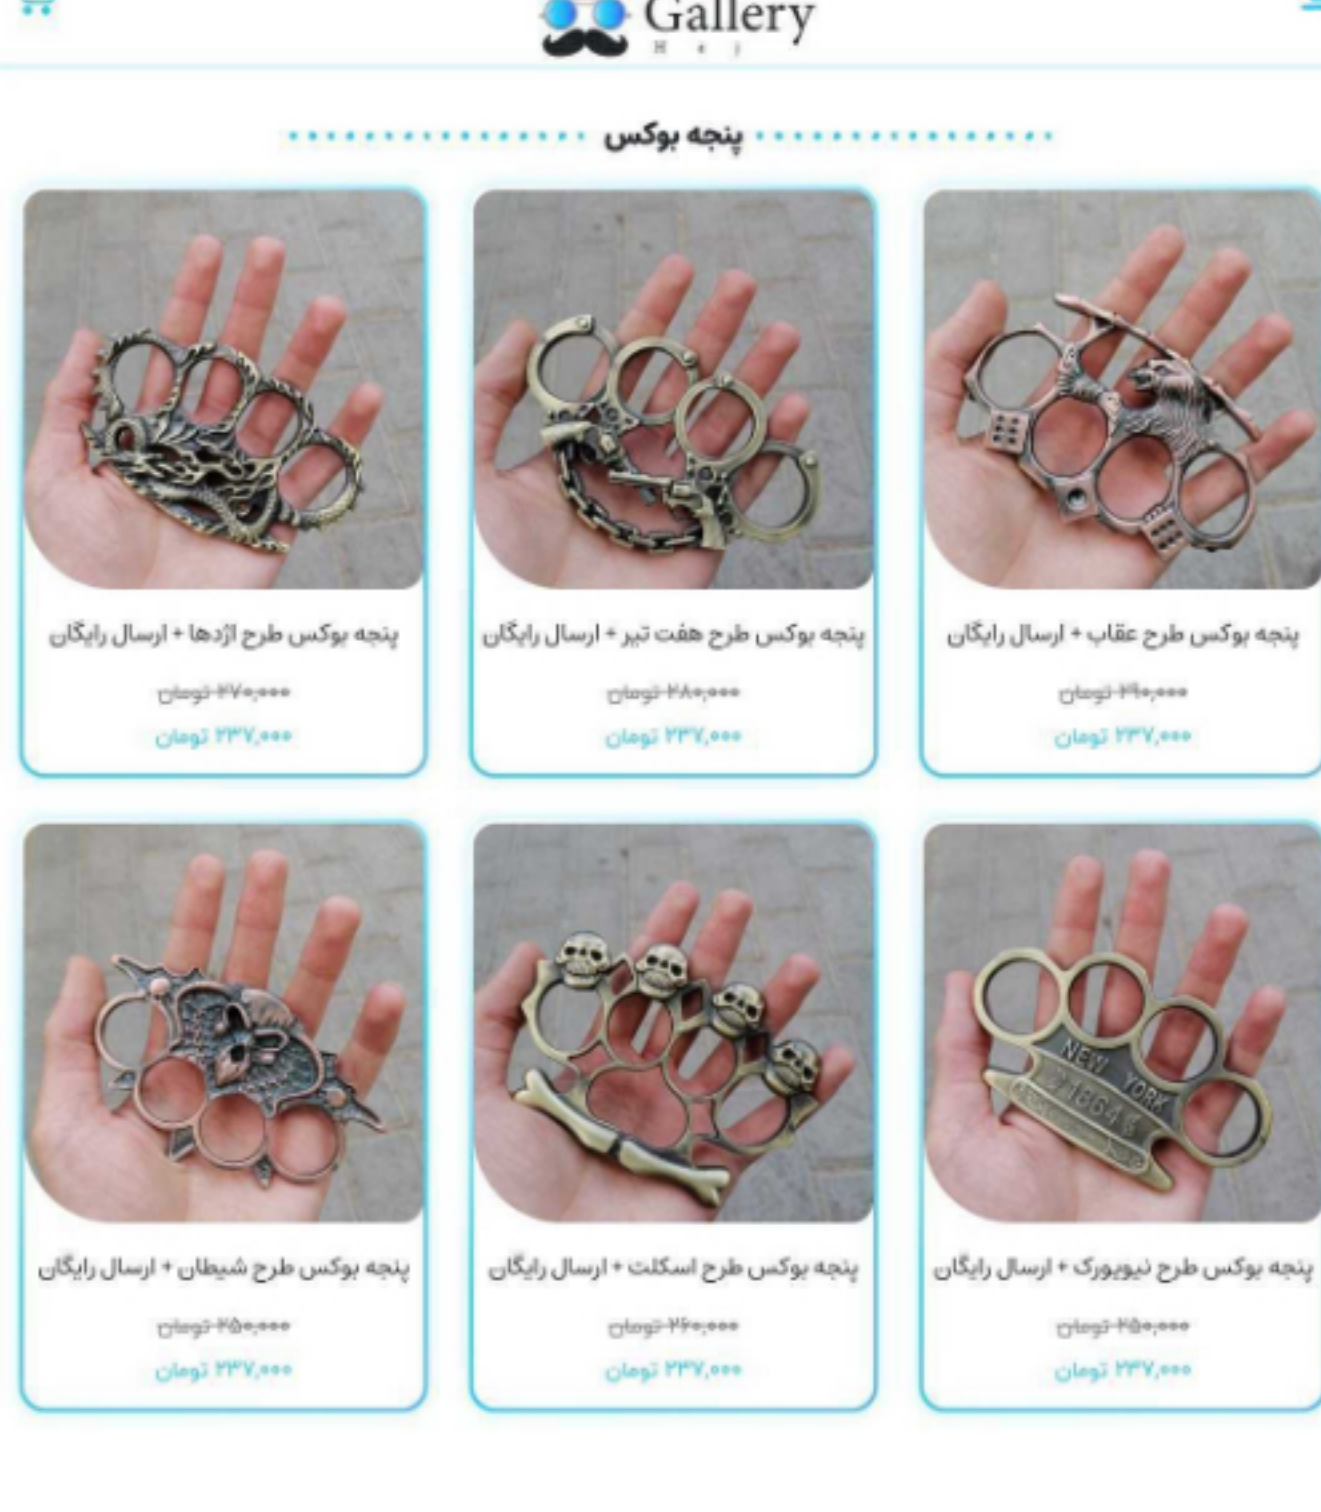 Gallery
H e j
پنجه بوکس
پنجه بوکس طرح عقاب + ارسال رایگان
۲۹۰,۰۰۰ تومان
۲۳۷,۰۰۰ تومان
پنجه بوکس طرح هفت تیر + ارسال رایگان
۲۸۰,۰۰۰ تومان
۲۳۷,۰۰۰ تومان
پنجه بوکس طرح اژدها + ارسال رایگان
۲۷۰,۰۰۰ تومان
۲۳۷,۰۰۰ تومان
NEW YORK
پنجه بوکس طرح نیویورک + ارسال رایگان
۲۵۰,۰۰۰ تومان
۲۳۷,۰۰۰ تومان
پنجه بوکس طرح اسکلت + ارسال رایگان
۲۶۰,۰۰۰ تومان
۲۳۷,۰۰۰ تومان
پنجه بوکس طرح شیطان + ارسال رایگان
۲۵۰,۰۰۰ تومان
۲۳۷,۰۰۰ تومان